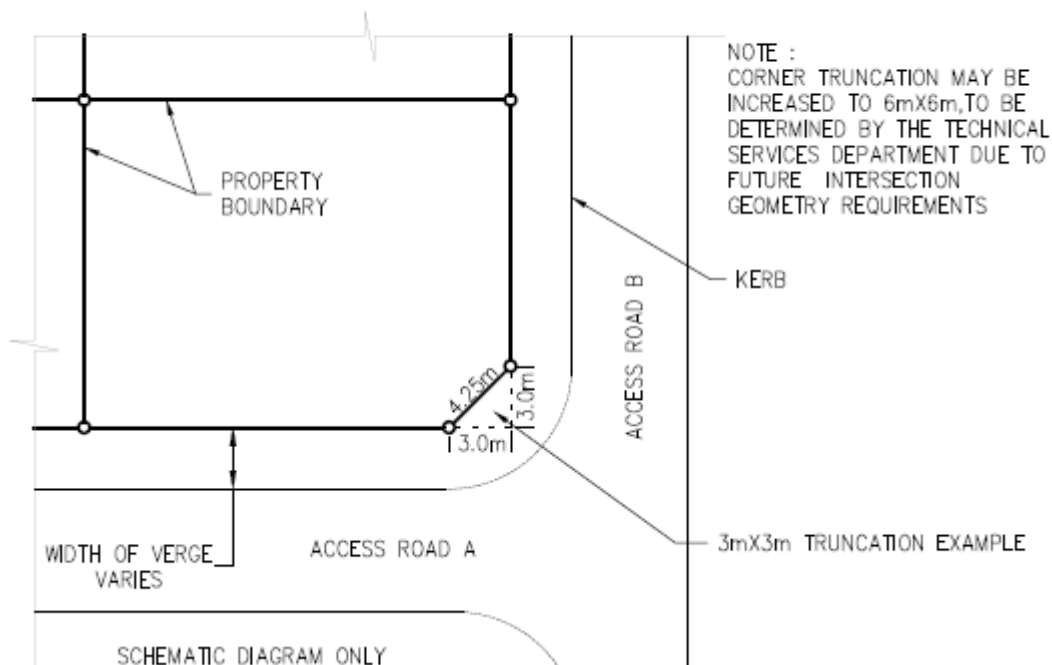 NOTE :
CORNER TRUNCATION MAY BE
INCREASED TO 6mX6m,TO BE
DETERMINED BY THE TECHNICAL
SERVICES DEPARTMENT DUE TO
FUTURE INTERSECTION
GEOMETRY REQUIREMENTS
PROPERTY
BOUNDARY
KERB
ACCESS ROAD B
4.25m
3.0m
3.0m
3mX3m TRUNCATION EXAMPLE
WIDTH OF VERGE
VARIES
ACCESS ROAD A
SCHEMATIC DIAGRAM ONLY